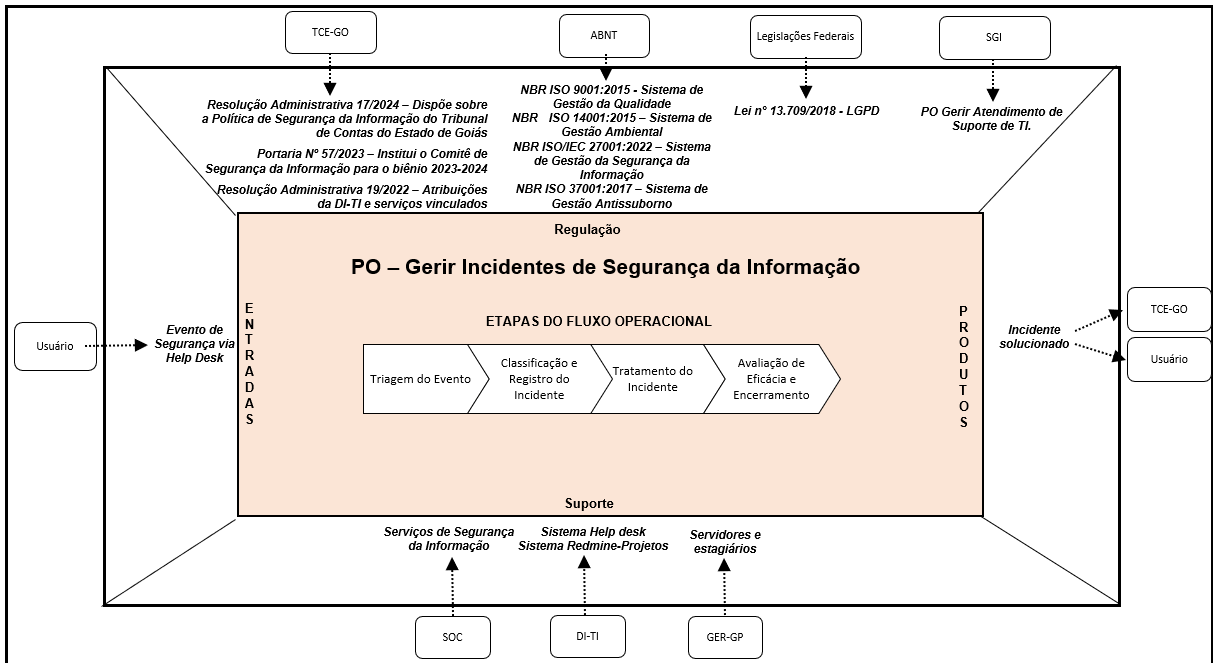 TCE-GO
ABNT
Legislações Federais
SGI
Resolução Administrativa 17/2024 – Dispõe sobre
a Política de Segurança da Informação do Tribunal
de Contas do Estado de Goiás
Portaria Nº 57/2023 – Institui o Comitê de
Segurança da Informação para o biênio 2023-2024
Resolução Administrativa 19/2022 – Atribuições
da DI-TI e serviços vinculados
NBR ISO 9001:2015 - Sistema de
Gestão da Qualidade
NBR ISO 14001:2015 – Sistema de
Gestão Ambiental
NBR ISO/IEC 27001:2022 – Sistema
de Gestão da Segurança da
Informação
NBR ISO 37001:2017 – Sistema de
Gestão Antissuborno
Lei nº 13.709/2018 - LGPD
PO Gerir Atendimento de
Suporte de TI.
Regulação
PO – Gerir Incidentes de Segurança da Informação
Usuário
Evento de
Segurança via
Help Desk
ENTRADAS
ETAPAS DO FLUXO OPERACIONAL
Triagem do Evento
Classificação e
Registro do
Incidente
Tratamento do
Incidente
Avaliação de
Eficácia e
Encerramento
PRODUTOS
Incidente
solucionado
TCE-GO
Usuário
Suporte
Serviços de Segurança
da Informação
Sistema Help desk
Sistema Redmine-Projetos
Servidores e
estagiários
SOC
DI-TI
GER-GP